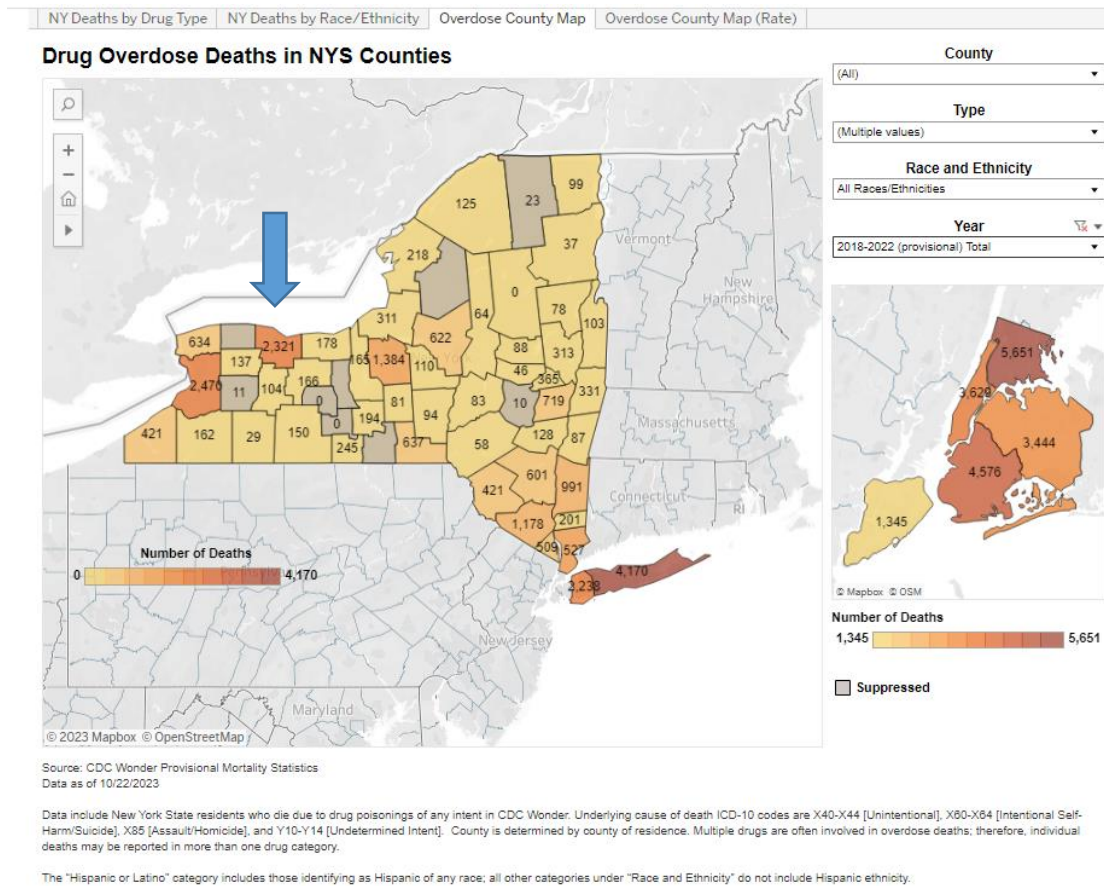 NY Deaths by Drug Type
NY Deaths by Race/Ethnicity
Overdose County Map
Overdose County Map (Rate)
Drug Overdose Deaths in NYS Counties
County
(All)
Type
(Multiple values)
Race and Ethnicity
All Races/Ethnicities
Year
2018-2022 (provisional) Total
125
23
99
218
37
Vermont
New
Hampshire
0
311
64
78
103
634
2,321
178
622
88
313
137
165
1,384
110
46
365
2,470
11
104
166
0
81
83
10
719
331
Massachusetts
421
162
29
150
0
194
94
245
637
58
128
87
Connecticut
RI
421
601
991
1,178
201
509
527
4,170
Number of Deaths
0
4,170
New Jersey
Maryland
© 2023 Mapbox © OpenStreetMap
5,651
3,629
3,444
4,576
1,345
© Mapbox © OSM
Number of Deaths
1,345
5,651
Suppressed
Source: CDC Wonder Provisional Mortality Statistics
Data as of 10/22/2023
Data include New York State residents who die due to drug poisonings of any intent in CDC Wonder. Underlying cause of death ICD-10 codes are X40-X44 [Unintentional], X60-X64 [Intentional Self-
Harm/Suicide], X85 [Assault/Homicide], and Y10-Y14 [Undetermined Intent]. County is determined by county of residence. Multiple drugs are often involved in overdose deaths; therefore, individual
deaths may be reported in more than one drug category.
The "Hispanic or Latino" category includes those identifying as Hispanic of any race; all other categories under "Race and Ethnicity" do not include Hispanic ethnicity.